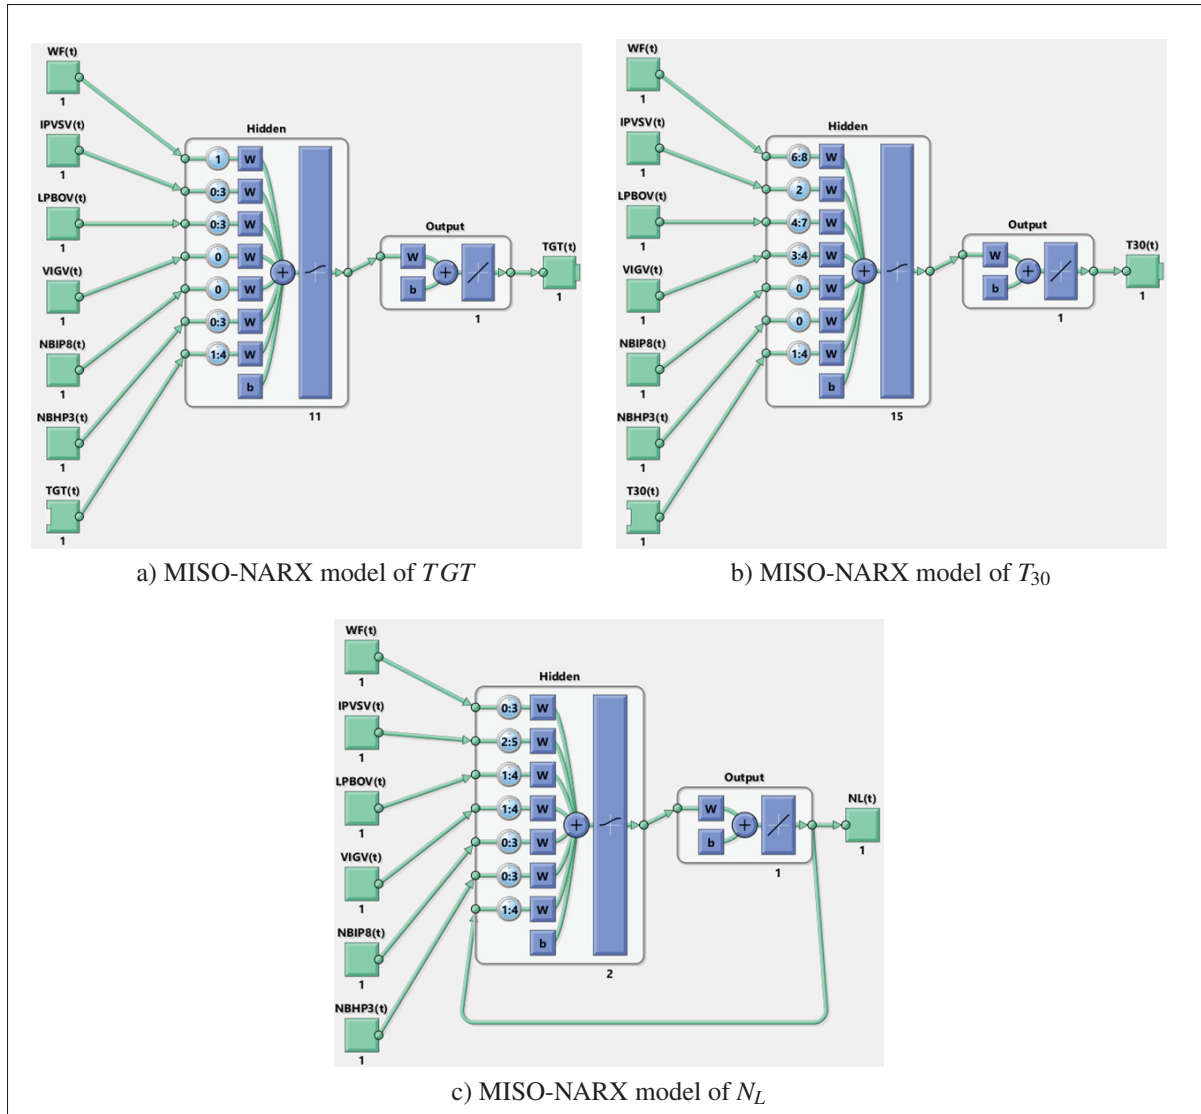 WF(t)
1
IPVSV(t)
1
LPBOV(t)
1
VIGV(t)
1
NBIP8(t)
1
NBHP3(t)
1
TGT(t)
1
Hidden
1 W
0:3 W
0:3 W
0 W
0 W
0:3 W
1:4 W
b
+
11
Output
W
b
+
1
TGT(t)
1
a) MISO-NARX model of TGT
WF(t)
1
IPVSV(t)
1
LPBOV(t)
1
VIGV(t)
1
NBIP8(t)
1
NBHP3(t)
1
T30(t)
1
Hidden
6:8 W
2 W
4:7 W
3:4 W
0 W
0 W
1:4 W
b
+
15
Output
W
b
+
1
T30(t)
1
b) MISO-NARX model of T30
WF(t)
1
IPVSV(t)
1
LPBOV(t)
1
VIGV(t)
1
NBIP8(t)
1
NBHP3(t)
1
Hidden
0:3 W
2:5 W
1:4 W
1:4 W
0:3 W
0:3 W
1:4 W
b
+
2
Output
W
b
+
1
NL(t)
1
c) MISO-NARX model of NL